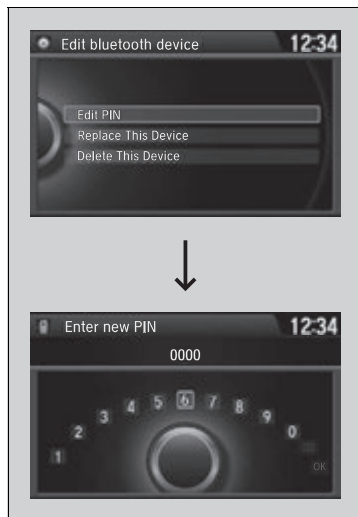 Edit bluetooth device 12:34
Edit PIN
Replace This Device
Delete This Device
Enter new PIN 12:34
0000
1 2 3 4 5 6 7 8 9 0
OK